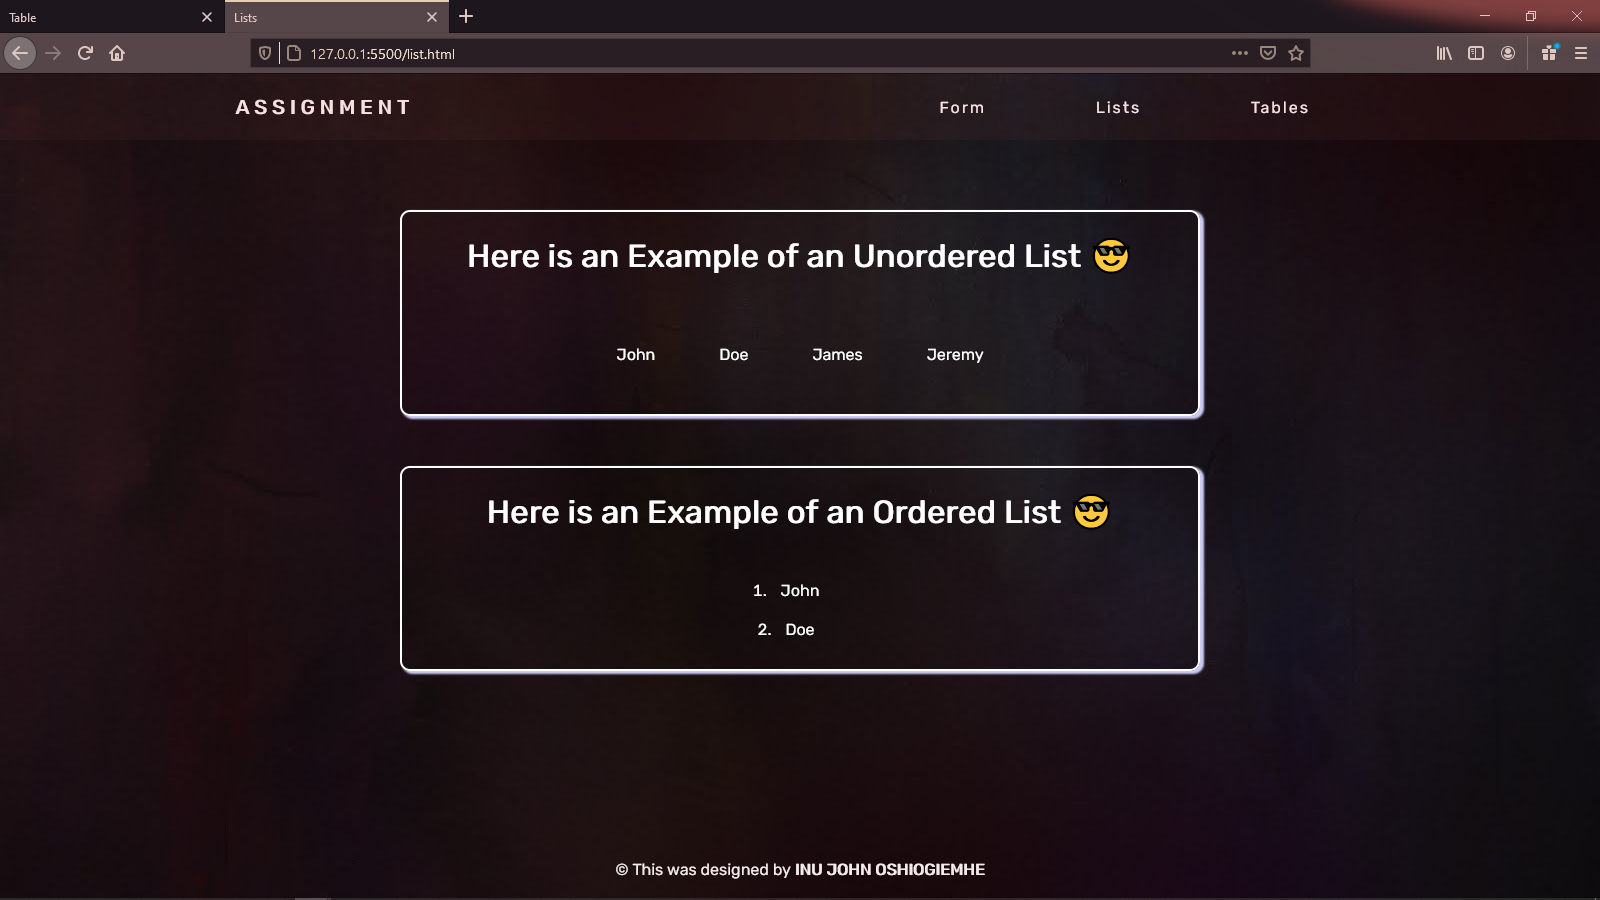 Table
Lists
127.0.0.1:5500/list.html
ASSIGNMENT
Form
Lists
Tables
Here is an Example of an Unordered List 😎
John
Doe
James
Jeremy
Here is an Example of an Ordered List 😎
1. John
2. Doe
© This was designed by INU JOHN OSHIOGIEMHE